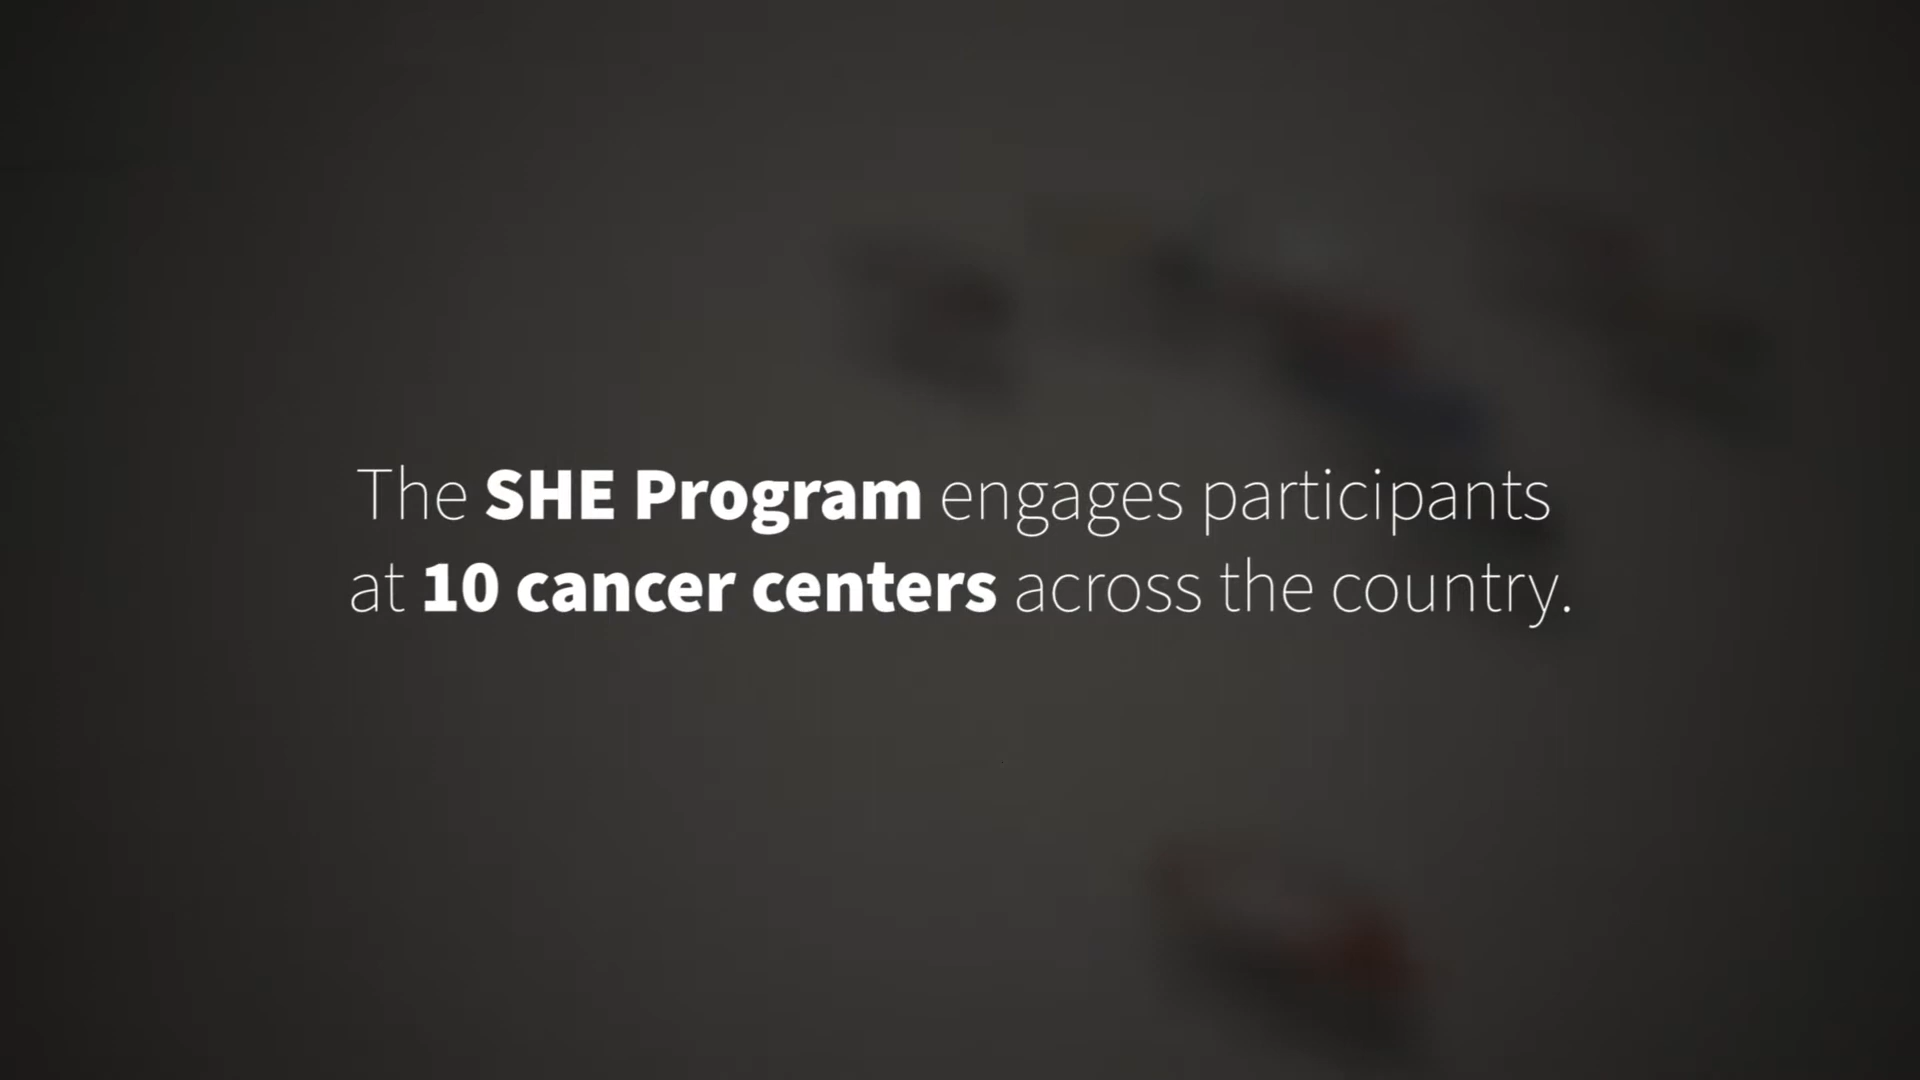 The SHE Program engages participants
at 10 cancer centers across the country.